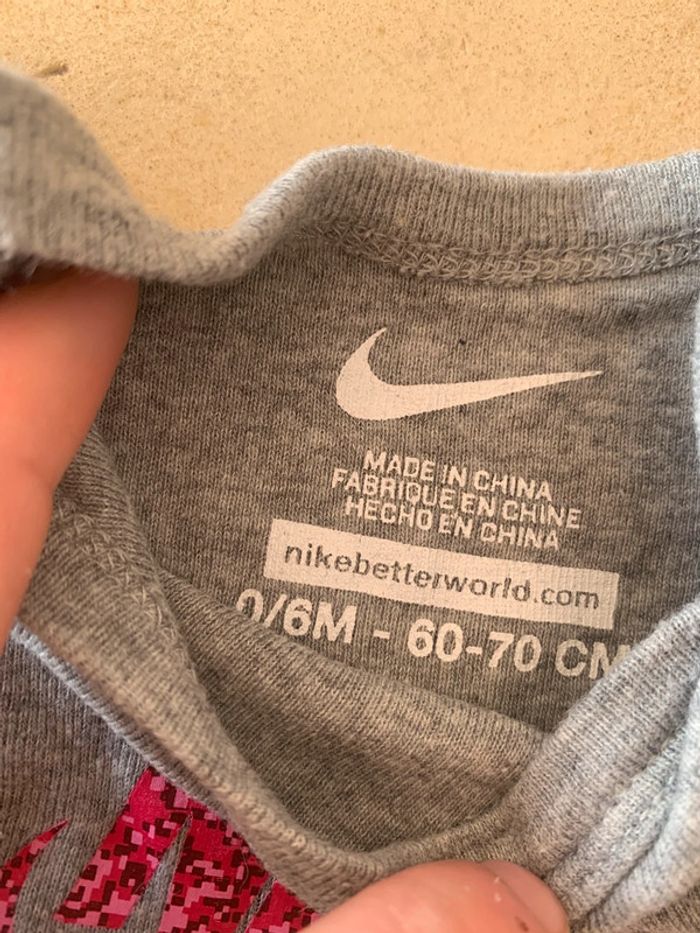 MADE IN CHINA
FABRIQUE EN CHINE
HECHO EN CHINA
nikebetterworld.com
0/6M - 60-70 CM